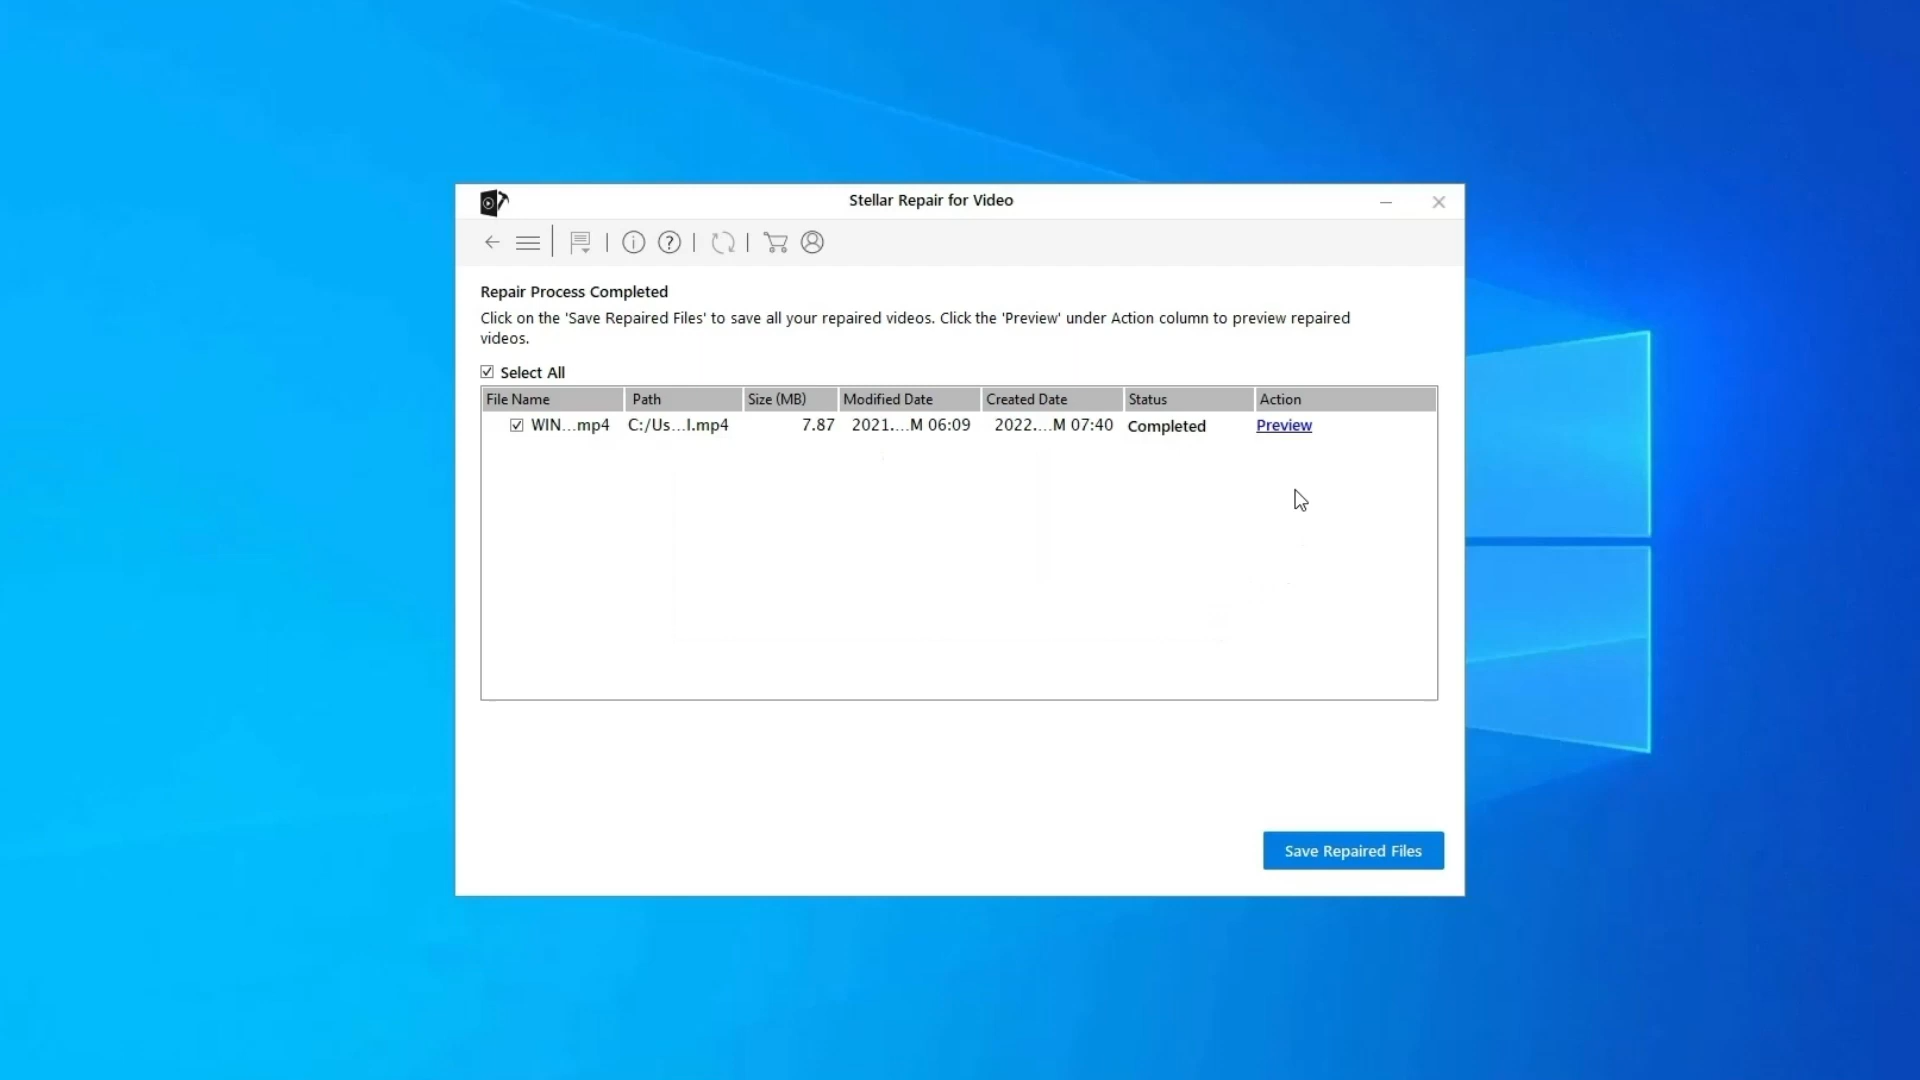 Stellar Repair for Video
Repair Process Completed
Click on the 'Save Repaired Files' to save all your repaired videos. Click the 'Preview' under Action column to preview repaired
videos.
Select All
File Name Path Size (MB) Modified Date Created Date Status Action
WIN...mp4 C:/Us...I.mp4 7.87 2021....M 06:09 2022....M 07:40 Completed Preview
Save Repaired Files